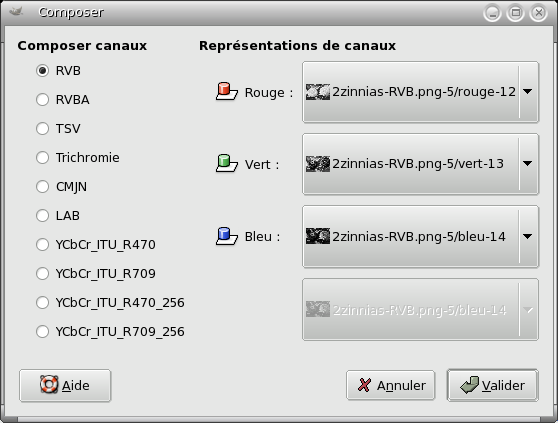 Composer
Composer canaux
RVB
RVBA
TSV
Trichromie
CMJN
LAB
YCbCr_ITU_R470
YCbCr_ITU_R709
YCbCr_ITU_R470_256
YCbCr_ITU_R709_256
Représentations de canaux
Rouge : 2zinnias-RVB.png-5/rouge-12
Vert : 2zinnias-RVB.png-5/vert-13
Bleu : 2zinnias-RVB.png-5/bleu-14
2zinnias-RVB.png-5/bleu-14
Aide
Annuler
Valider